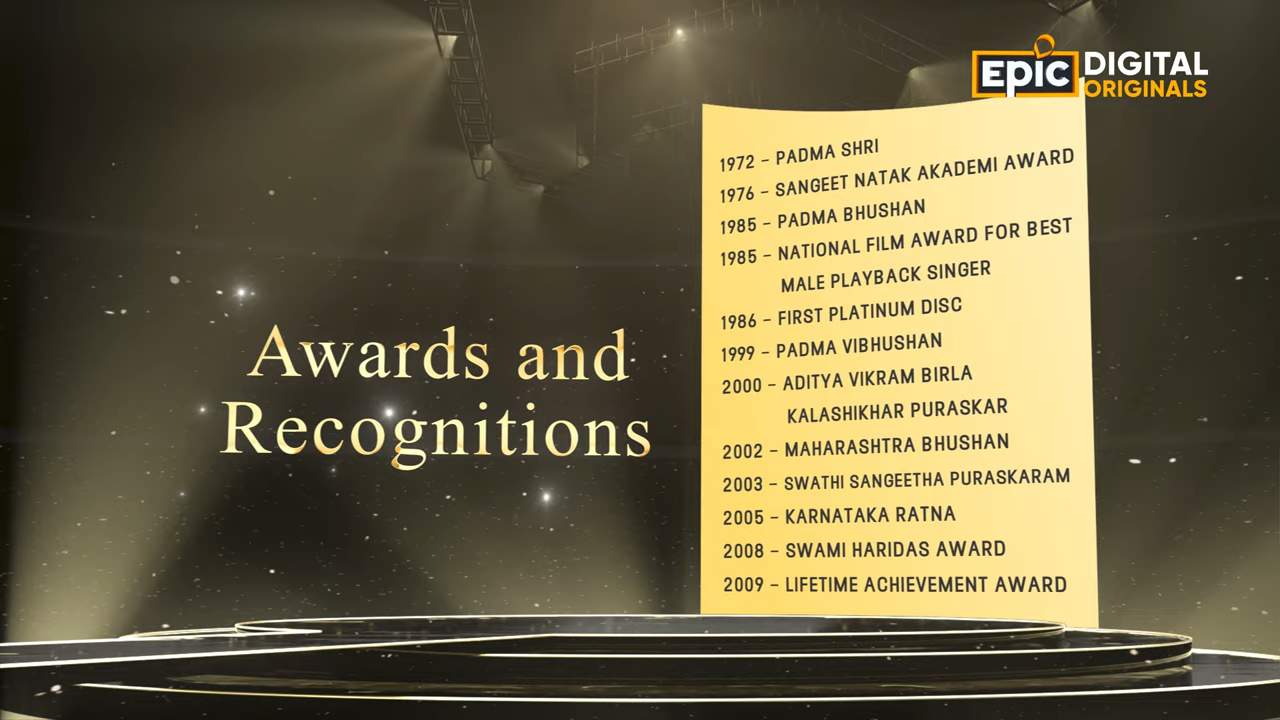 EPIC DIGITAL
ORIGINALS
Awards and
Recognitions
1972 – PADMA SHRI
1976 – SANGEET NATAK AKADEMI AWARD
1985 – PADMA BHUSHAN
1985 – NATIONAL FILM AWARD FOR BEST
MALE PLAYBACK SINGER
1986 – FIRST PLATINUM DISC
1999 – PADMA VIBHUSHAN
2000 – ADITYA VIKRAM BIRLA
KALASHIKHAR PURASKAR
2002 – MAHARASHTRA BHUSHAN
2003 – SWATHI SANGEETHA PURASKARAM
2005 – KARNATAKA RATNA
2008 – SWAMI HARIDAS AWARD
2009 – LIFETIME ACHIEVEMENT AWARD